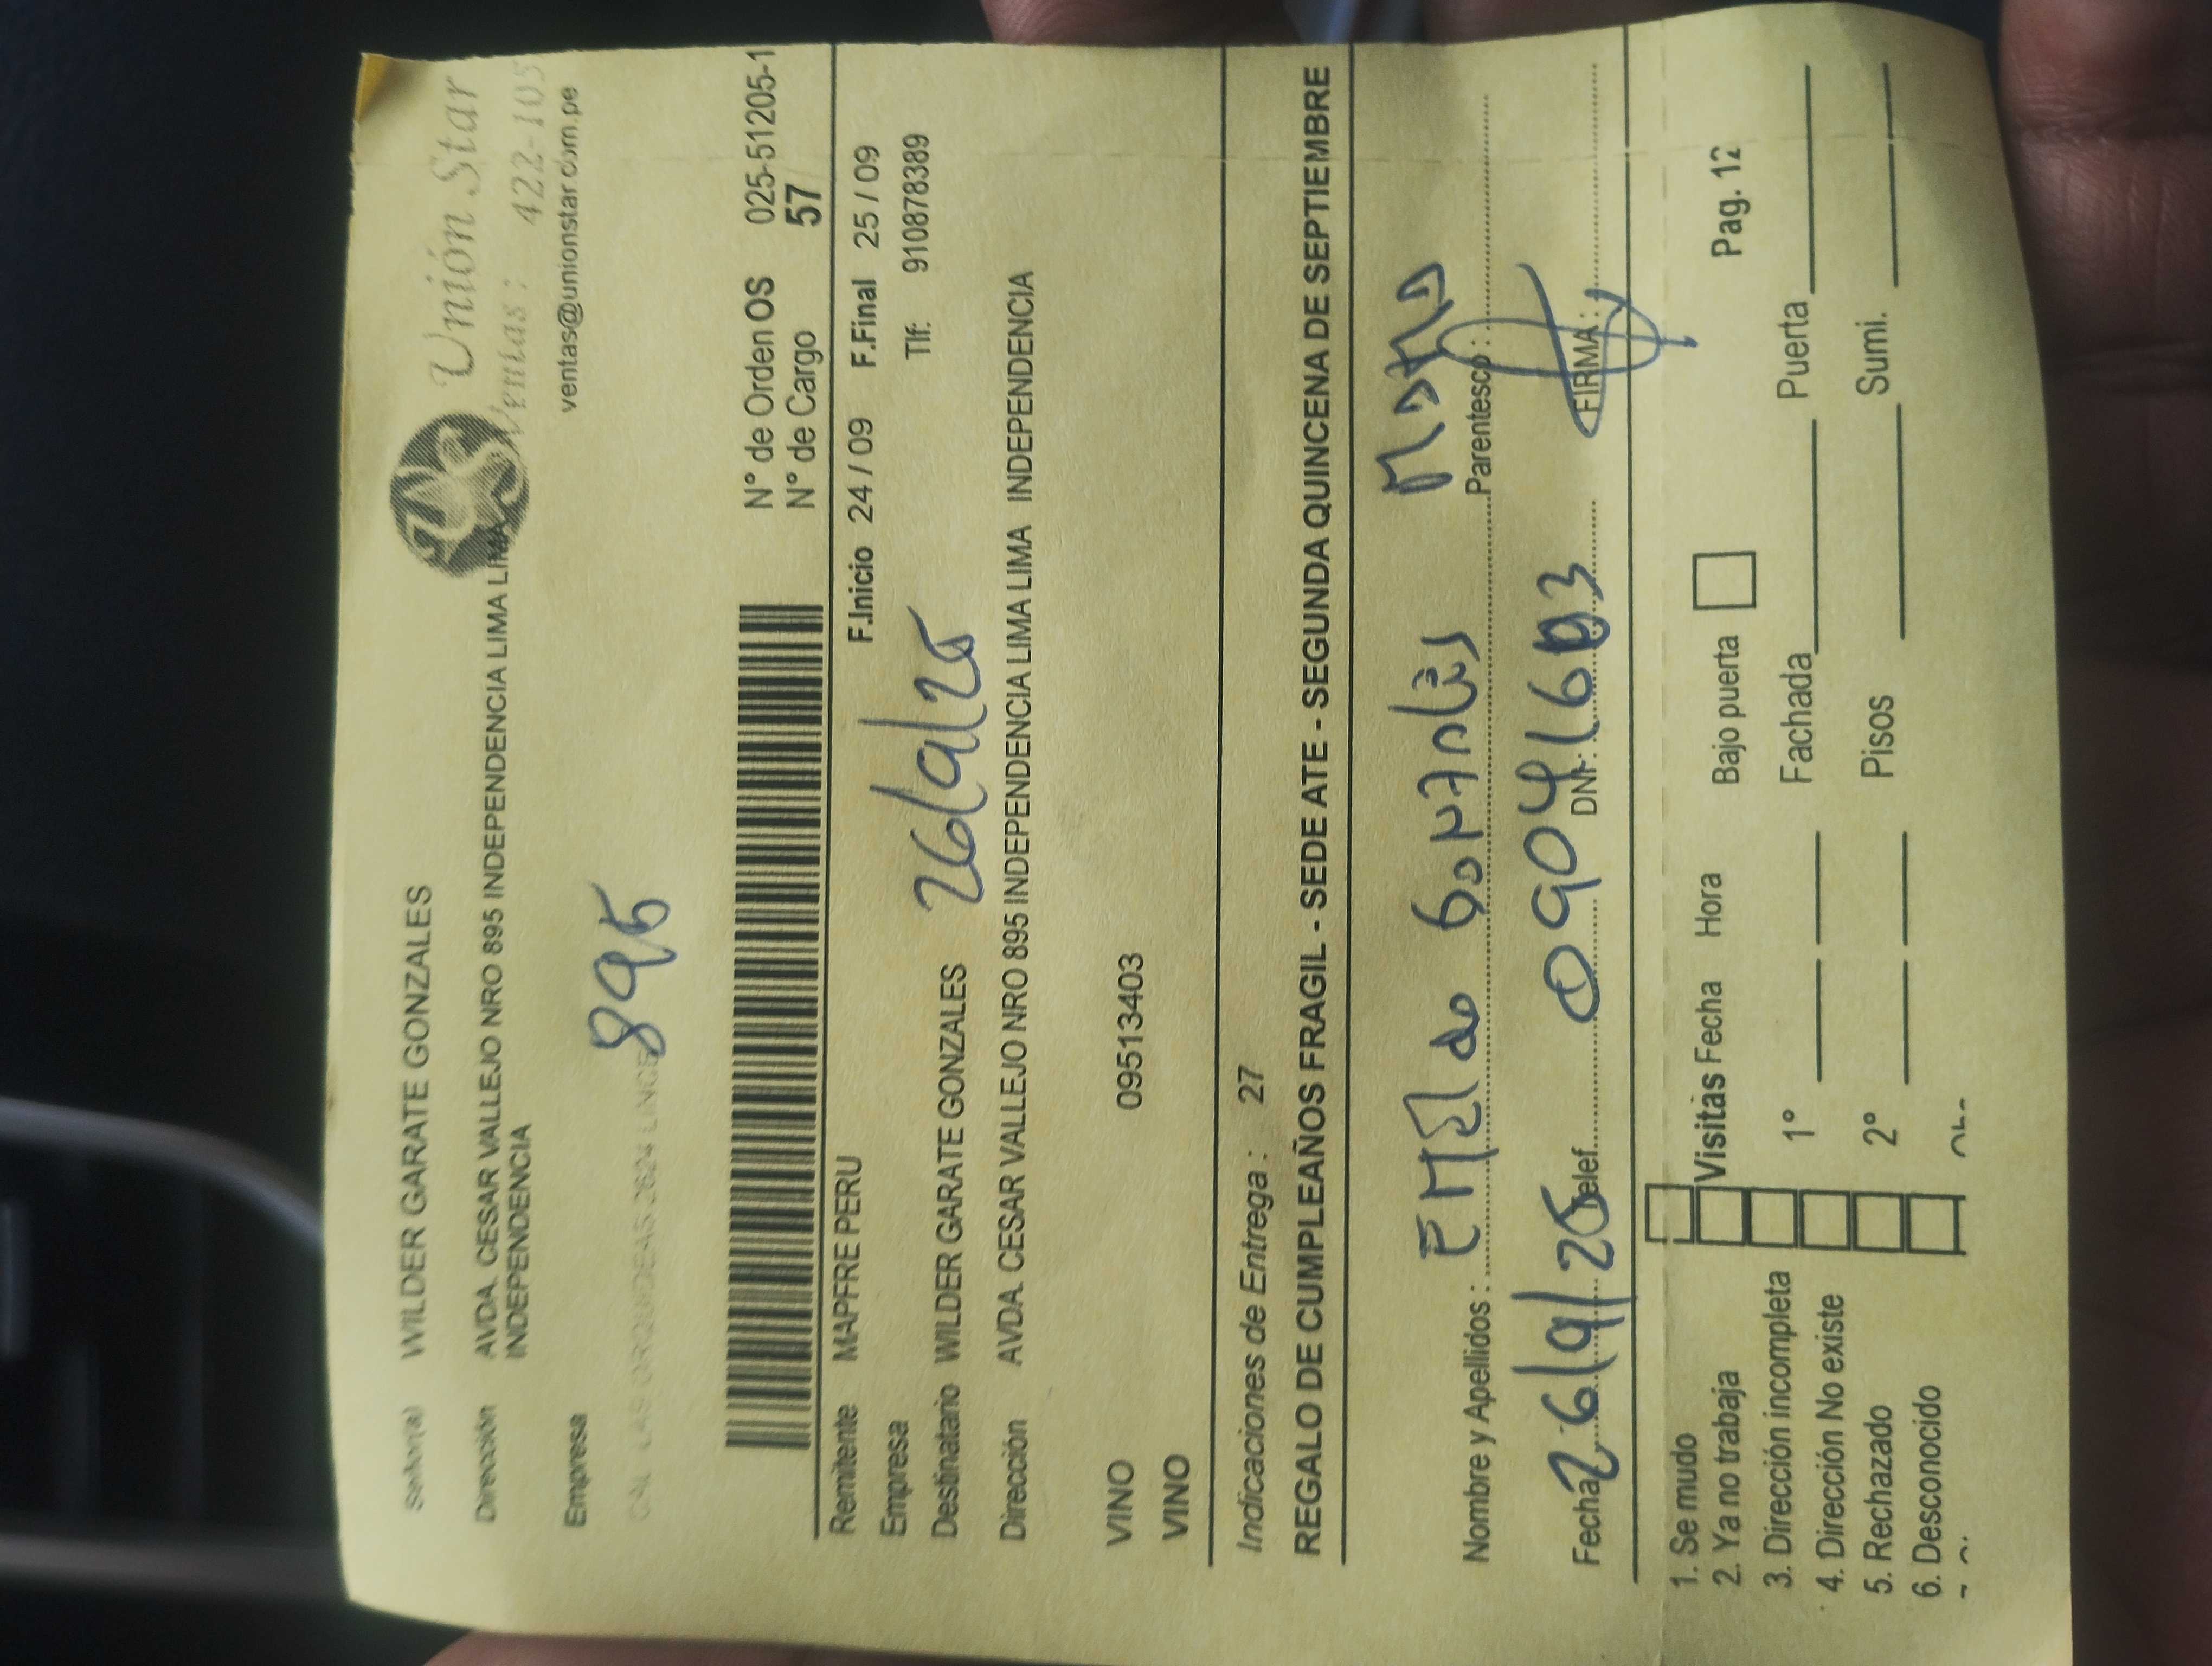 Señor(a) WILDER GARATE GONZALES
Unión Star
Ventas : 422-105
ventas@unionstar.com.pe
Dirección AVDA. CESAR VALLEJO NRO 895 INDEPENDENCIA LIMA LIMA
INDEPENDENCIA
Empresa
895
CAL. LAS ORQUIDEAS 2624 LINCE
N° de Orden OS 025-51205-1
N° de Cargo 57
Remitente MAPFRE PERU F.Inicio 24 / 09 F.Final 25 / 09
Empresa Tlf: 910878389
Destinatario WILDER GARATE GONZALES 26/9/25
Dirección AVDA. CESAR VALLEJO NRO 895 INDEPENDENCIA LIMA LIMA INDEPENDENCIA
VINO 09513403
VINO
Indicaciones de Entrega : 27
REGALO DE CUMPLEAÑOS FRAGIL - SEDE ATE - SEGUNDA QUINCENA DE SEPTIEMBRE
Nombre y Apellidos : Gonzales Parentesco :
Fecha 26/9/25 Telef. DNI: FIRMA :
1. Se mudo
2. Ya no trabaja Visitas Fecha Hora Bajo puerta Pag. 12
3. Dirección incompleta 1° Fachada Puerta
4. Dirección No existe
5. Rechazado 2° Pisos Sumi.
6. Desconocido